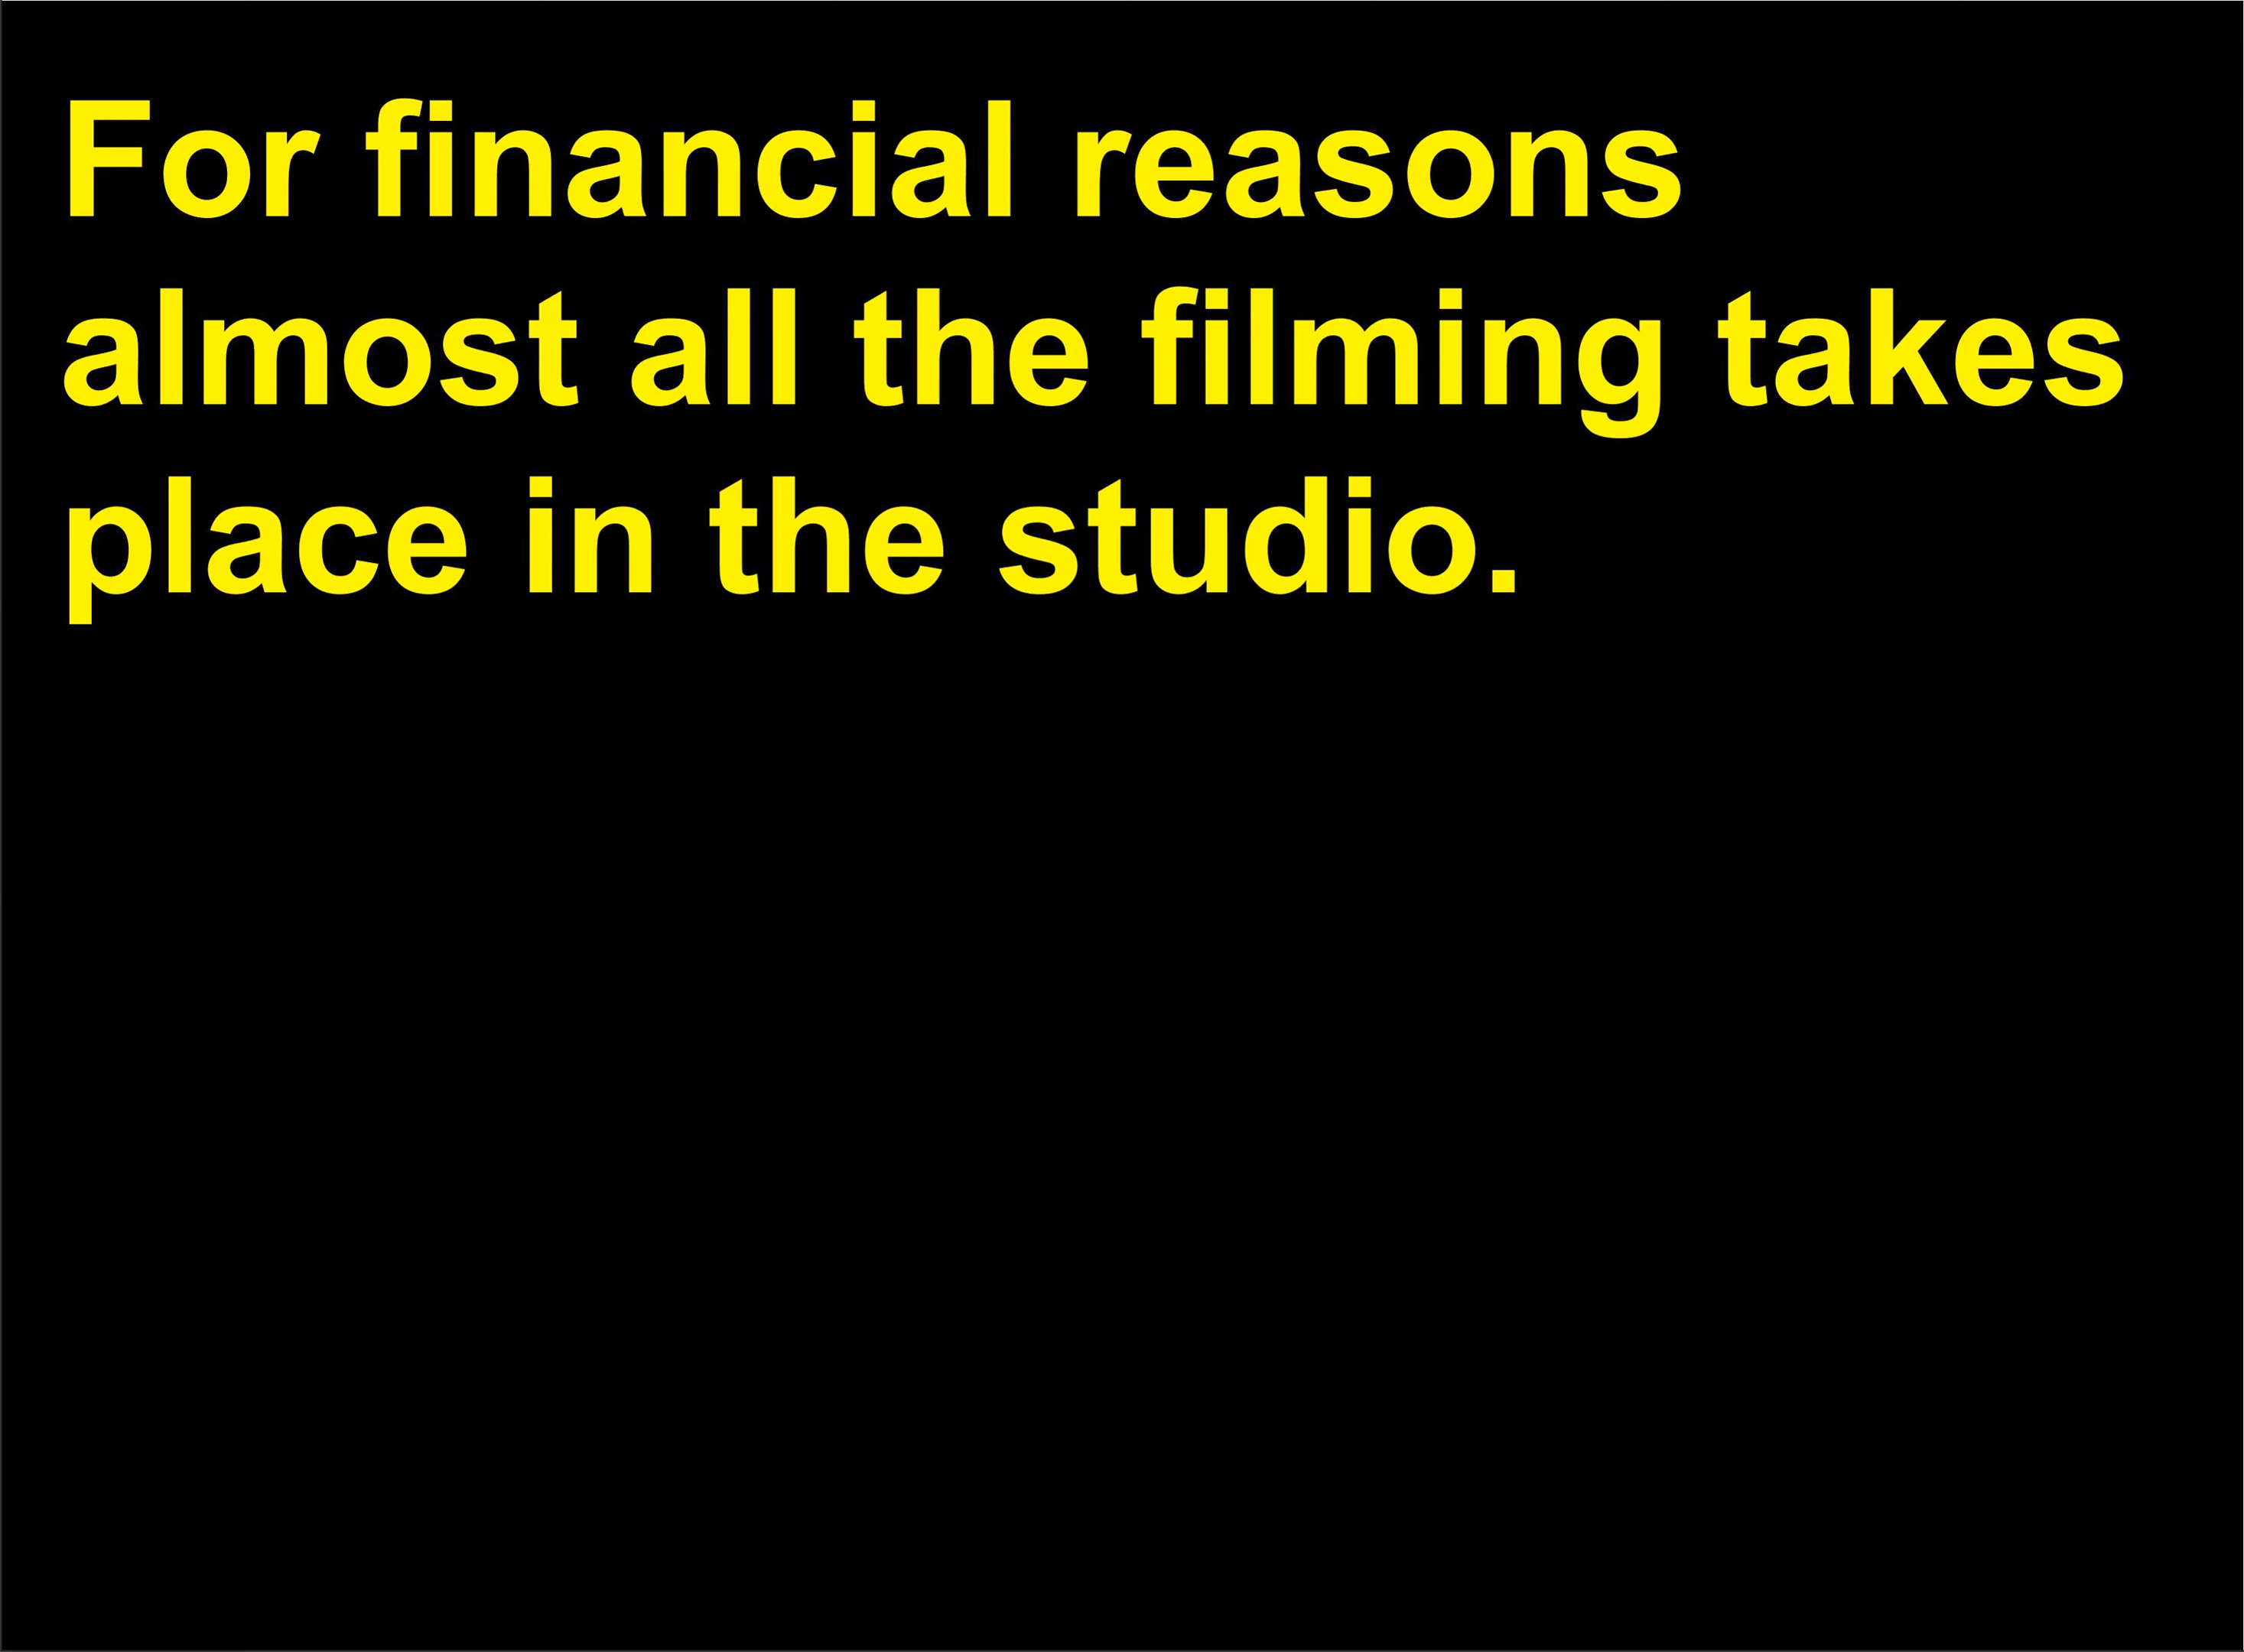 For financial reasons
almost all the filming takes
place in the studio.